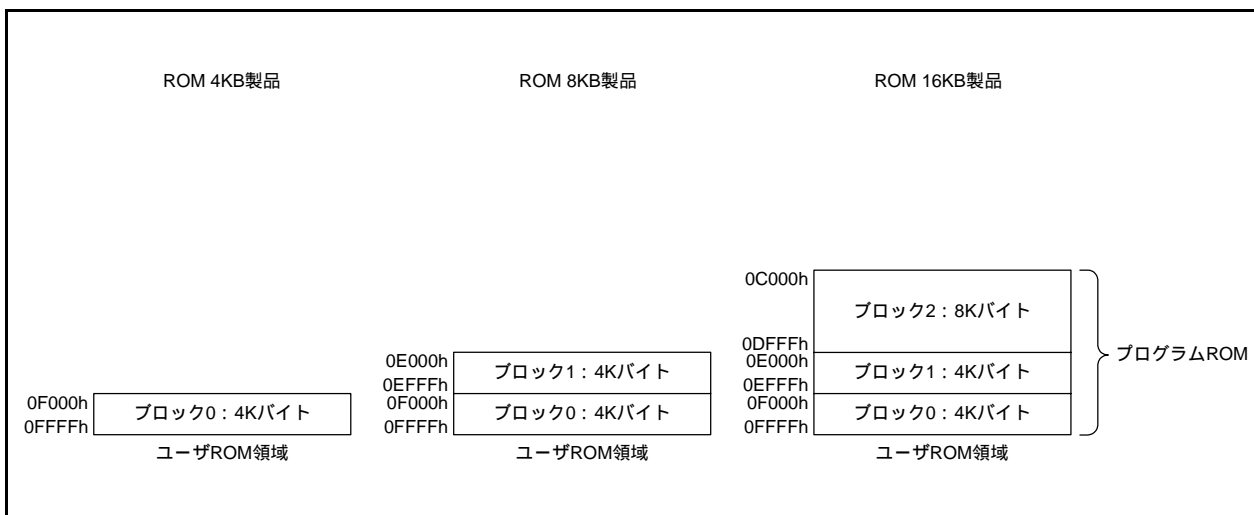 ROM 4KB製品
ROM 8KB製品
ROM 16KB製品
0F000h
0FFFFh
ブロック0：4Kバイト
ユーザROM領域
0E000h
0EFFFh
0F000h
0FFFFh
ブロック1：4Kバイト
ブロック0：4Kバイト
ユーザROM領域
0C000h
0DFFFh
0E000h
0EFFFh
0F000h
0FFFFh
ブロック2：8Kバイト
ブロック1：4Kバイト
ブロック0：4Kバイト
ユーザROM領域
プログラムROM